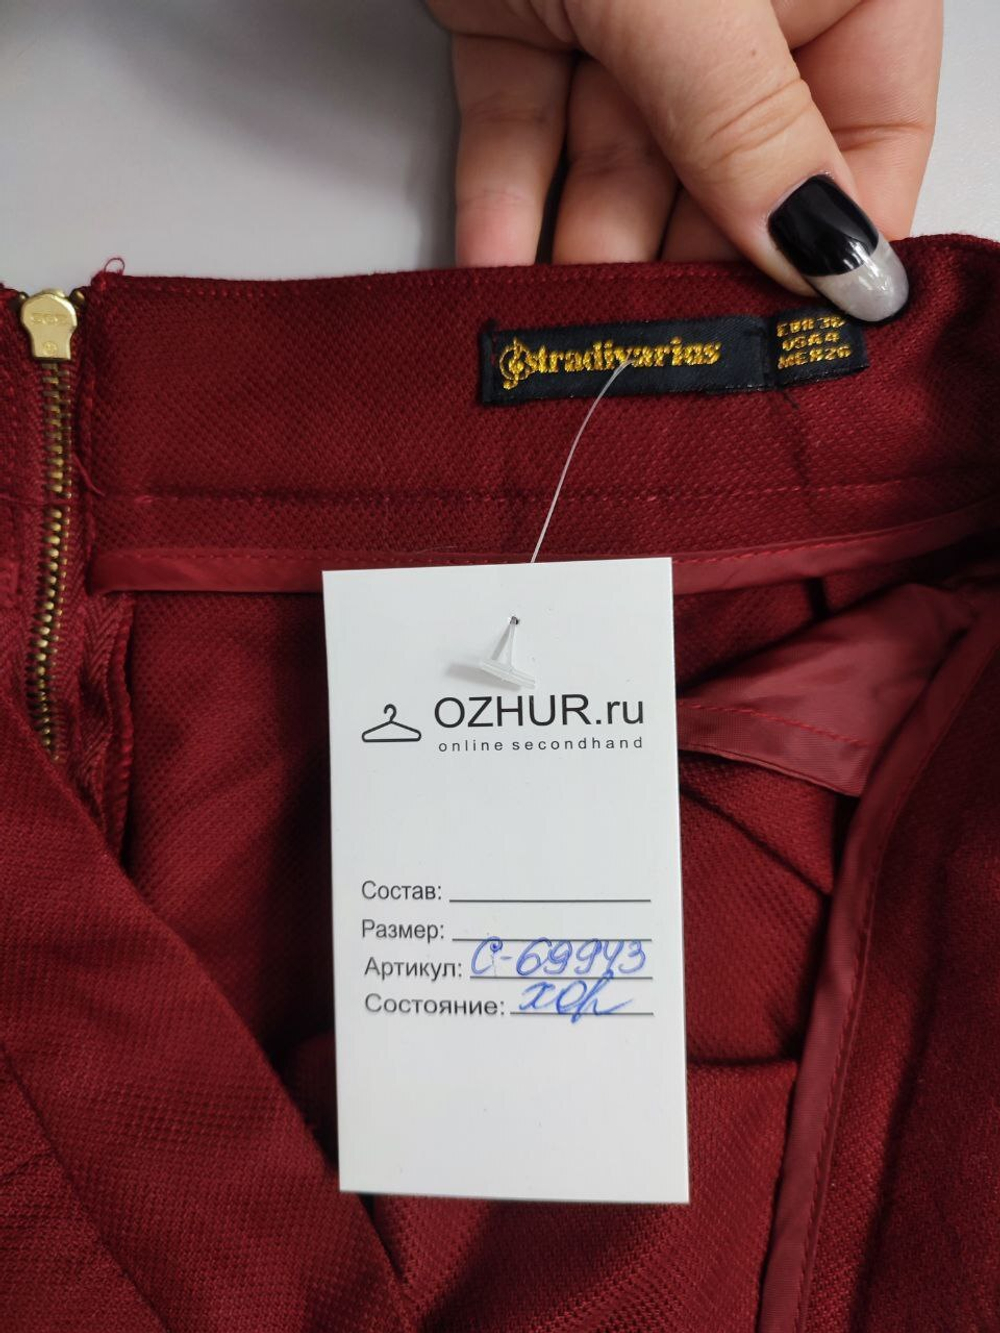 Stradivarius
EUR 36
USA 4
MEX 26
OZHUR.ru
online secondhand
Состав:
Размер:
Артикул: С-69943
Состояние: хор